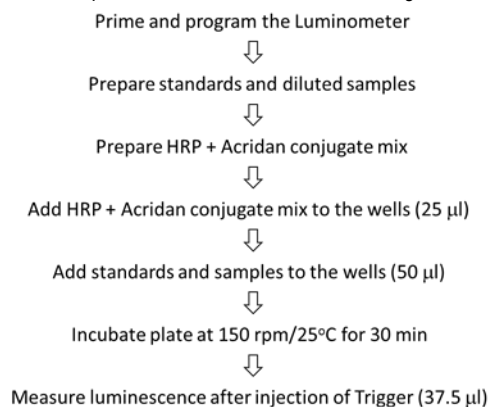 Prime and program the Luminometer
⇩
Prepare standards and diluted samples
⇩
Prepare HRP + Acridan conjugate mix
⇩
Add HRP + Acridan conjugate mix to the wells (25 µl)
⇩
Add standards and samples to the wells (50 µl)
⇩
Incubate plate at 150 rpm/25°C for 30 min
⇩
Measure luminescence after injection of Trigger (37.5 µl)